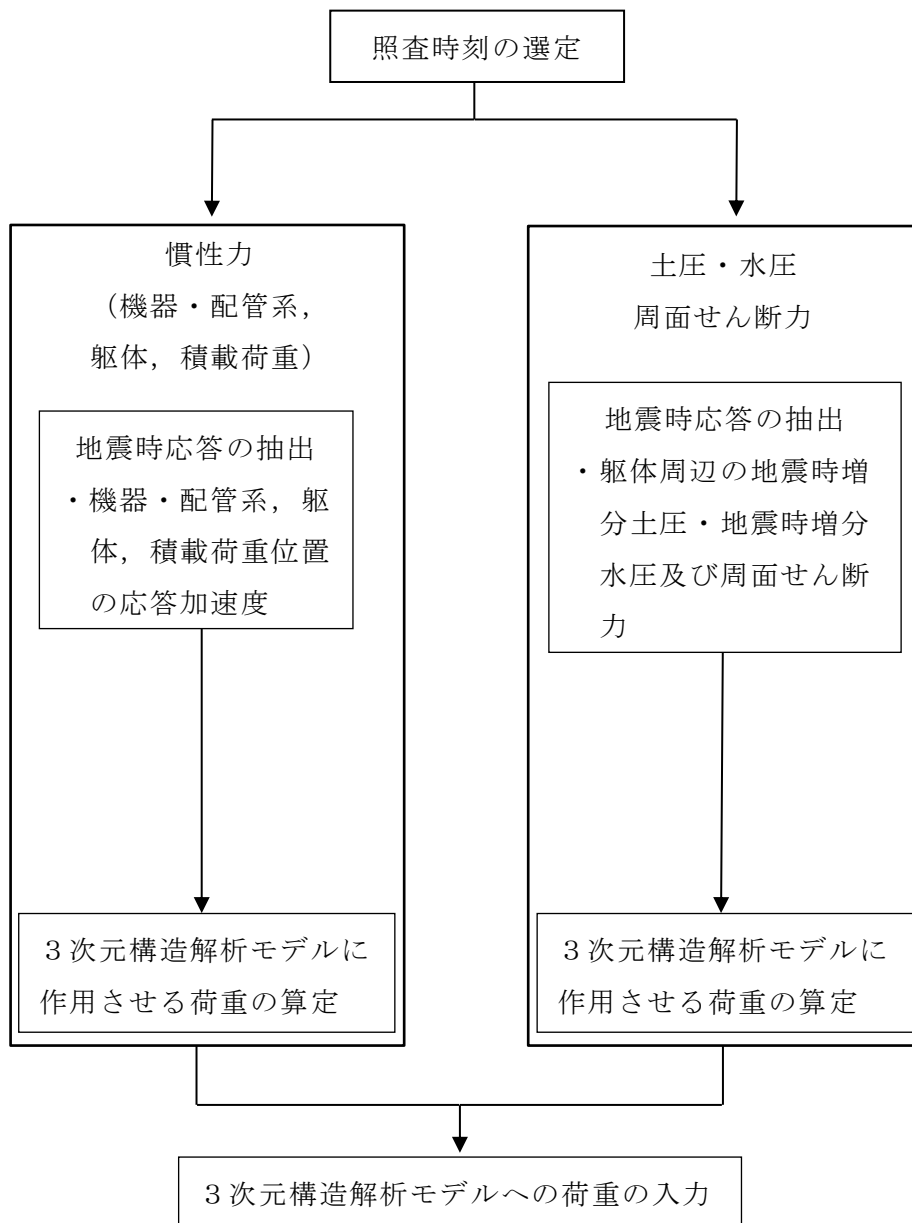 照査時刻の選定
慣性力
（機器・配管系，
躯体，積載荷重）
地震時応答の抽出
・機器・配管系，躯
体，積載荷重位置
の応答加速度
３次元構造解析モデルに
作用させる荷重の算定
土圧・水圧
周面せん断力
地震時応答の抽出
・躯体周辺の地震時増
分土圧・地震時増分
水圧及び周面せん断
力
３次元構造解析モデルに
作用させる荷重の算定
３次元構造解析モデルへの荷重の入力